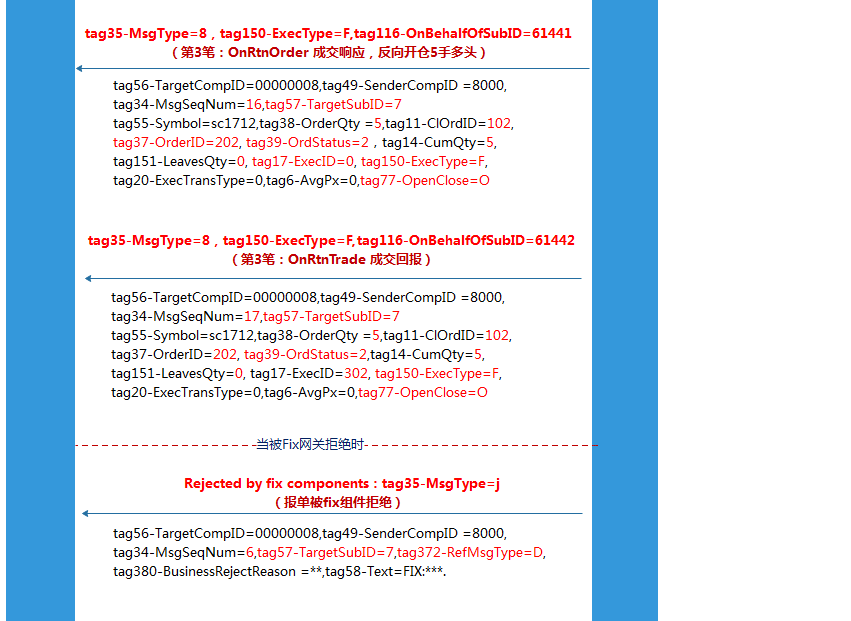 tag35-MsgType=8，tag150-ExecType=F,tag116-OnBehalfOfSubID=61441
（第3笔：OnRtnOrder 成交响应，反向开仓5手多头）
tag56-TargetCompID=00000008,tag49-SenderCompID =8000,
tag34-MsgSeqNum=16,tag57-TargetSubID=7
tag55-Symbol=sc1712,tag38-OrderQty =5,tag11-ClOrdID=102,
tag37-OrderID=202, tag39-OrdStatus=2，tag14-CumQty=5,
tag151-LeavesQty=0, tag17-ExecID=0, tag150-ExecType=F,
tag20-ExecTransType=0,tag6-AvgPx=0,tag77-OpenClose=O
tag35-MsgType=8，tag150-ExecType=F,tag116-OnBehalfOfSubID=61442
（第3笔：OnRtnTrade 成交回报）
tag56-TargetCompID=00000008,tag49-SenderCompID =8000,
tag34-MsgSeqNum=17,tag57-TargetSubID=7
tag55-Symbol=sc1712,tag38-OrderQty =5,tag11-ClOrdID=102,
tag37-OrderID=202, tag39-OrdStatus=2,tag14-CumQty=5,
tag151-LeavesQty=0, tag17-ExecID=302, tag150-ExecType=F,
tag20-ExecTransType=0,tag6-AvgPx=0,tag77-OpenClose=O
当被Fix网关拒绝时
Rejected by fix components：tag35-MsgType=j
（报单被fix组件拒绝）
tag56-TargetCompID=00000008,tag49-SenderCompID =8000,
tag34-MsgSeqNum=6,tag57-TargetSubID=7,tag372-RefMsgType=D,
tag380-BusinessRejectReason =**,tag58-Text=FIX:***.